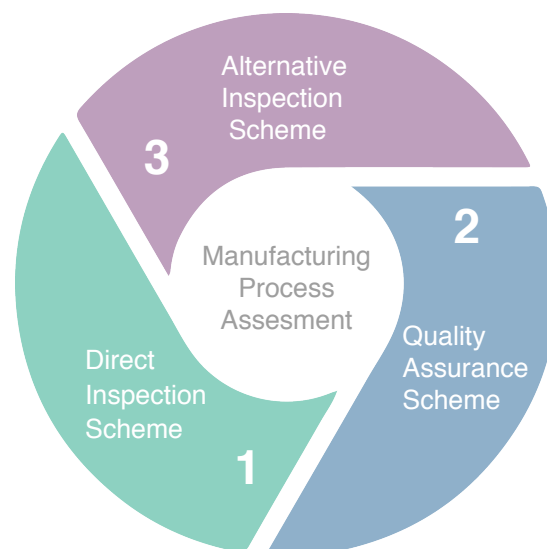 Alternative
Inspection
Scheme
3
2
Manufacturing
Process
Assesment
Quality
Assurance
Scheme
Direct
Inspection
Scheme
1